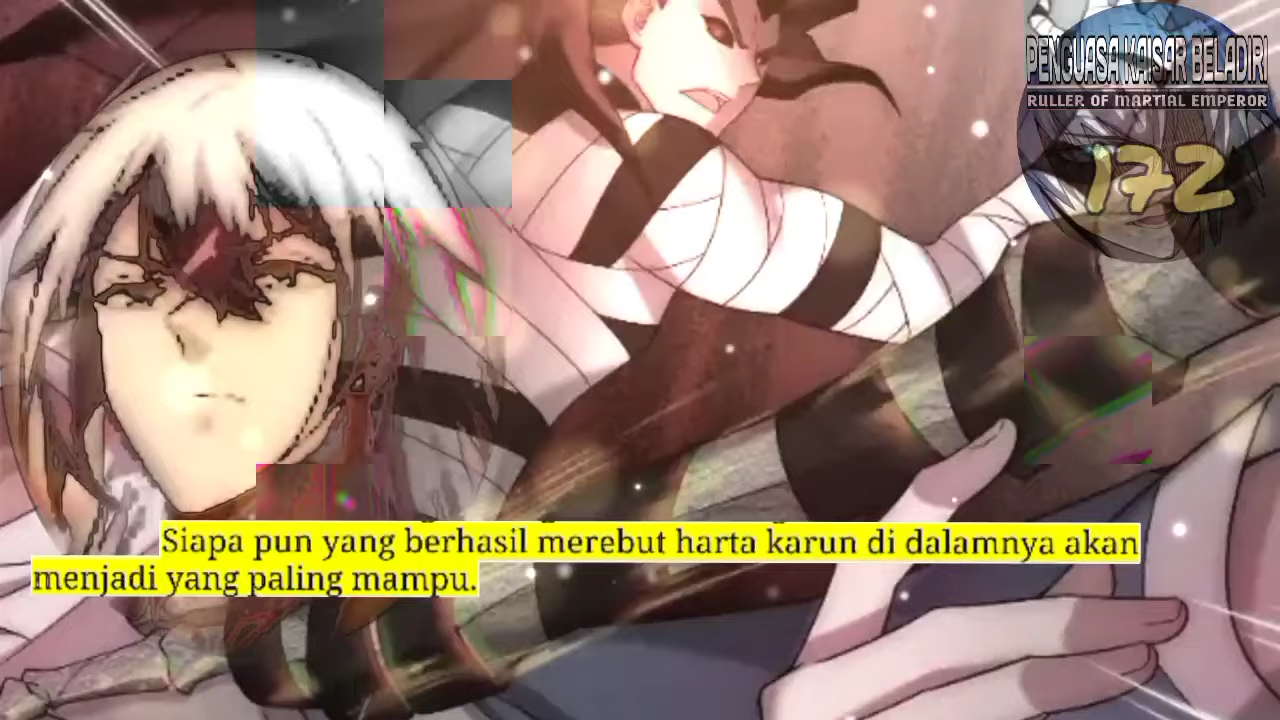 PENGUASA KAISAR BELADIRI
RULLER OF MARTIAL EMPEROR
172
Siapa pun yang berhasil merebut harta karun di dalamnya akan
menjadi yang paling mampu.